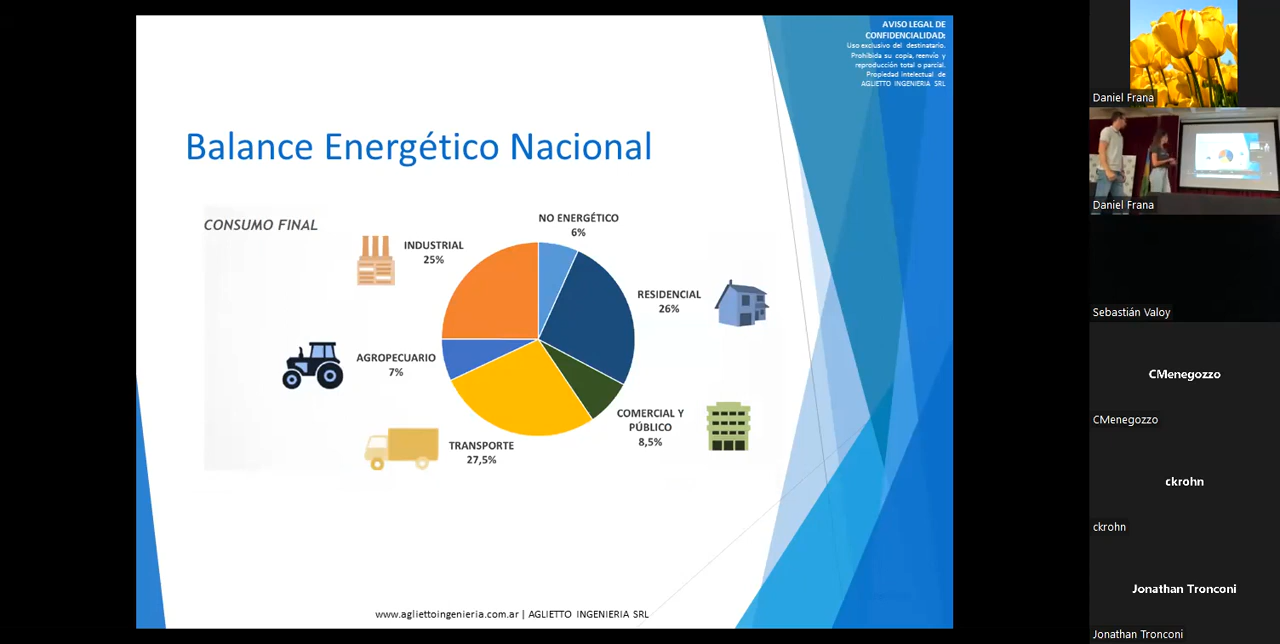 AVISO LEGAL DE
CONFIDENCIALIDAD:
Uso exclusivo del destinatario.
Prohibida su copia, reenvío y
reproducción total o parcial.
Propiedad intelectual de
AGLIETTO INGENIERIA SRL
Balance Energético Nacional
CONSUMO FINAL
NO ENERGÉTICO
6%
INDUSTRIAL
25%
RESIDENCIAL
26%
AGROPECUARIO
7%
COMERCIAL Y
PÚBLICO
8,5%
TRANSPORTE
27,5%
www.agliettoingenieria.com.ar | AGLIETTO INGENIERIA SRL
Daniel Frana
Daniel Frana
Sebastián Valoy
CMenegozzo
CMenegozzo
ckrohn
ckrohn
Jonathan Tronconi
Jonathan Tronconi